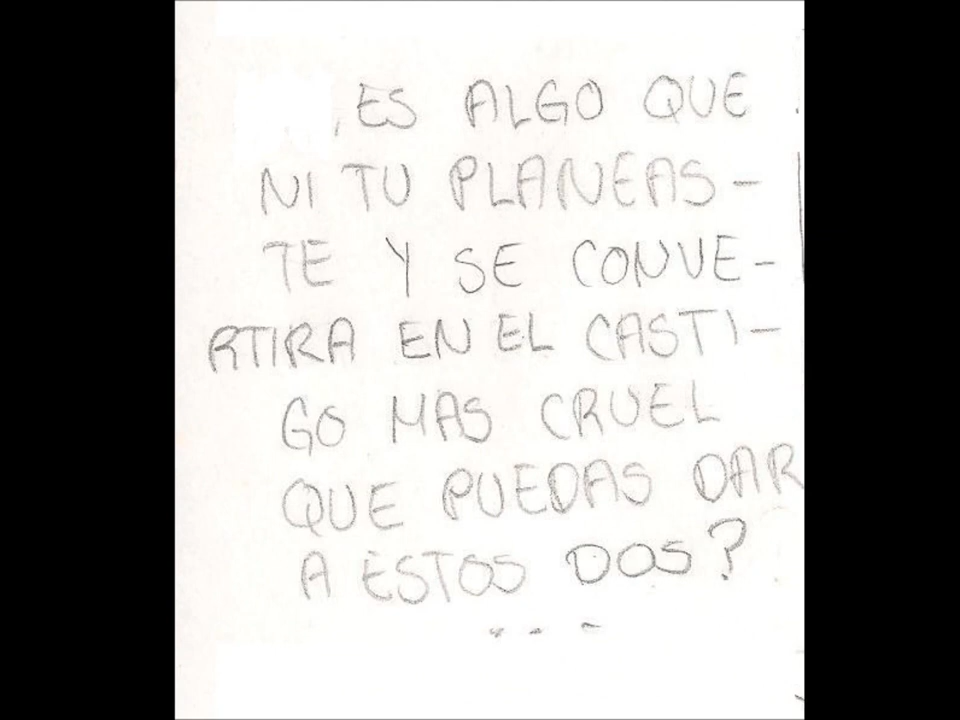 , ES ALGO QUE
NI TU PLANEAS-
TE Y SE CONVE-
RTIRA EN EL CASTI-
GO MAS CRUEL
QUE PUEDAS DAR
A ESTOS DOS?
...